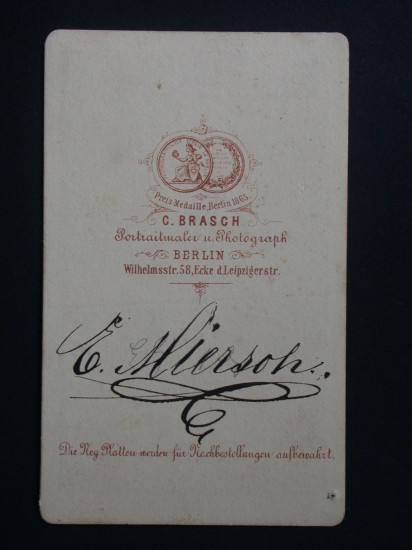 Preis Medaille, Berlin 1865.
C. BRASCH
Portraitmaler u. Photograph
BERLIN
Wilhelmsstr. 58, Ecke d. Leipzigerstr.
E. Miersch.
Die Neg. Platten werden für Nachbestellungen aufbewahrt.